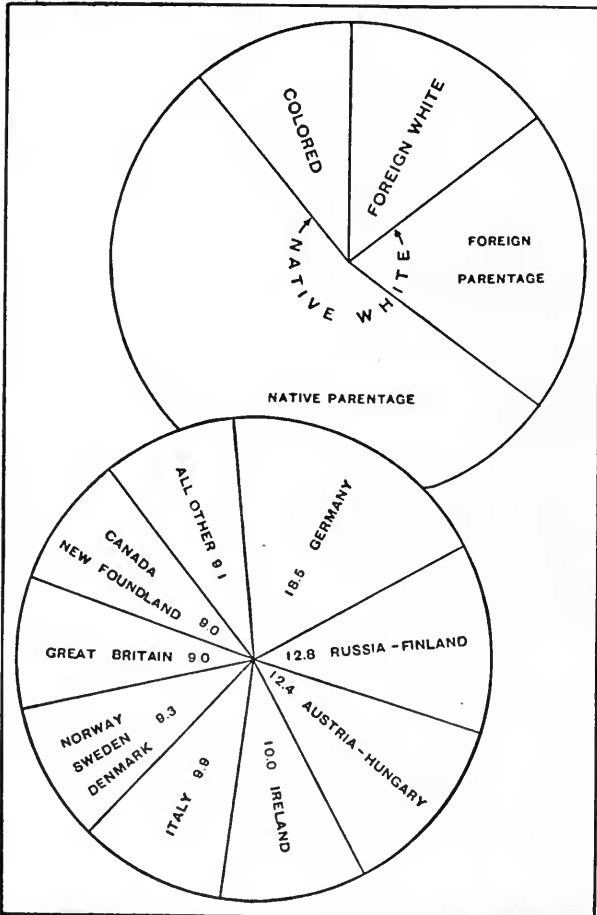 COLORED
FOREIGN WHITE
FOREIGN
PARENTAGE
NATIVE WHITE
NATIVE PARENTAGE
ALL OTHER 9.1
18.5 GERMANY
CANADA
NEW FOUNDLAND 9.0
12.8 RUSSIA-FINLAND
GREAT BRITAIN 9.0
12.4 AUSTRIA-HUNGARY
NORWAY 9.3
SWEDEN
DENMARK
ITALY 9.9
10.0 IRELAND